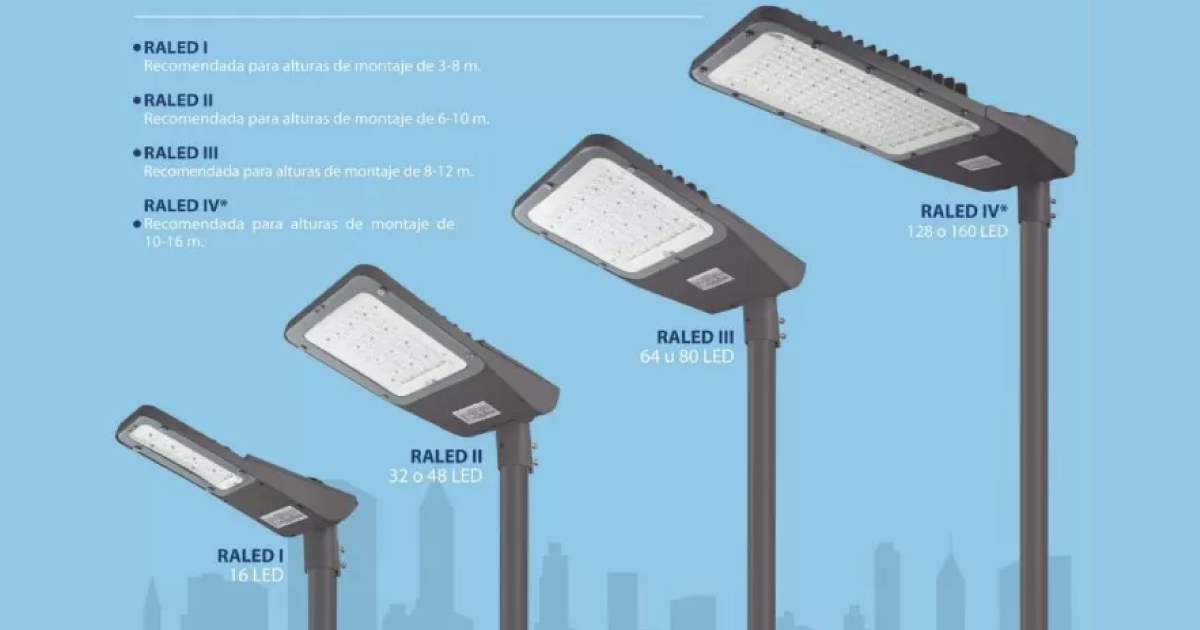 RALED I
Recomendada para alturas de montaje de 3-8 m.
RALED II
Recomendada para alturas de montaje de 6-10 m.
RALED III
Recomendada para alturas de montaje de 8-12 m.
RALED IV*
Recomendada para alturas de montaje de
10-16 m.
RALED IV*
128 o 160 LED
RALED III
64 u 80 LED
RALED II
32 o 48 LED
RALED I
16 LED